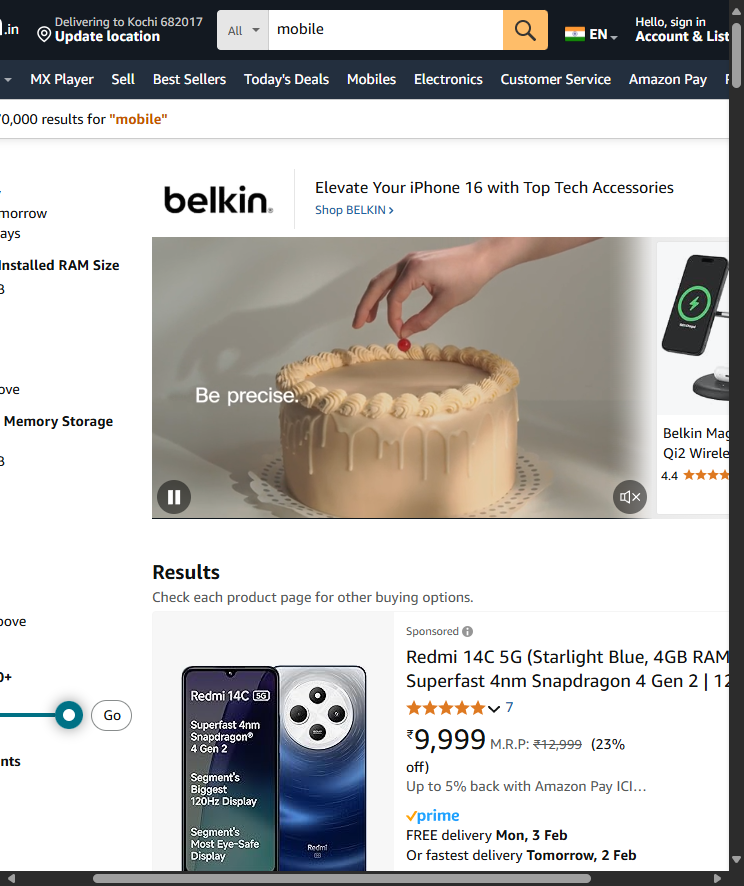 .in
Delivering to Kochi 682017
Update location
All
mobile
EN
Hello, sign in
Account & List
MX Player
Sell
Best Sellers
Today's Deals
Mobiles
Electronics
Customer Service
Amazon Pay
0,000 results for "mobile"
morrow
ays
Installed RAM Size
B
ove
Memory Storage
B
bove
0+
Go
nts
belkin
Elevate Your iPhone 16 with Top Tech Accessories
Shop BELKIN ›
Be precise.
Belkin Mag
Qi2 Wirele
4.4
Results
Check each product page for other buying options.
Redmi 14C 5G
Superfast 4nm
Snapdragon®
4 Gen 2
Segment's
Biggest
120Hz Display
Segment's
Most Eye-Safe
Display
Redmi
Sponsored
Redmi 14C 5G (Starlight Blue, 4GB RAM
Superfast 4nm Snapdragon 4 Gen 2 | 12
7
₹9,999 M.R.P: ₹12,999 (23%
off)
Up to 5% back with Amazon Pay ICI…
prime
FREE delivery Mon, 3 Feb
Or fastest delivery Tomorrow, 2 Feb